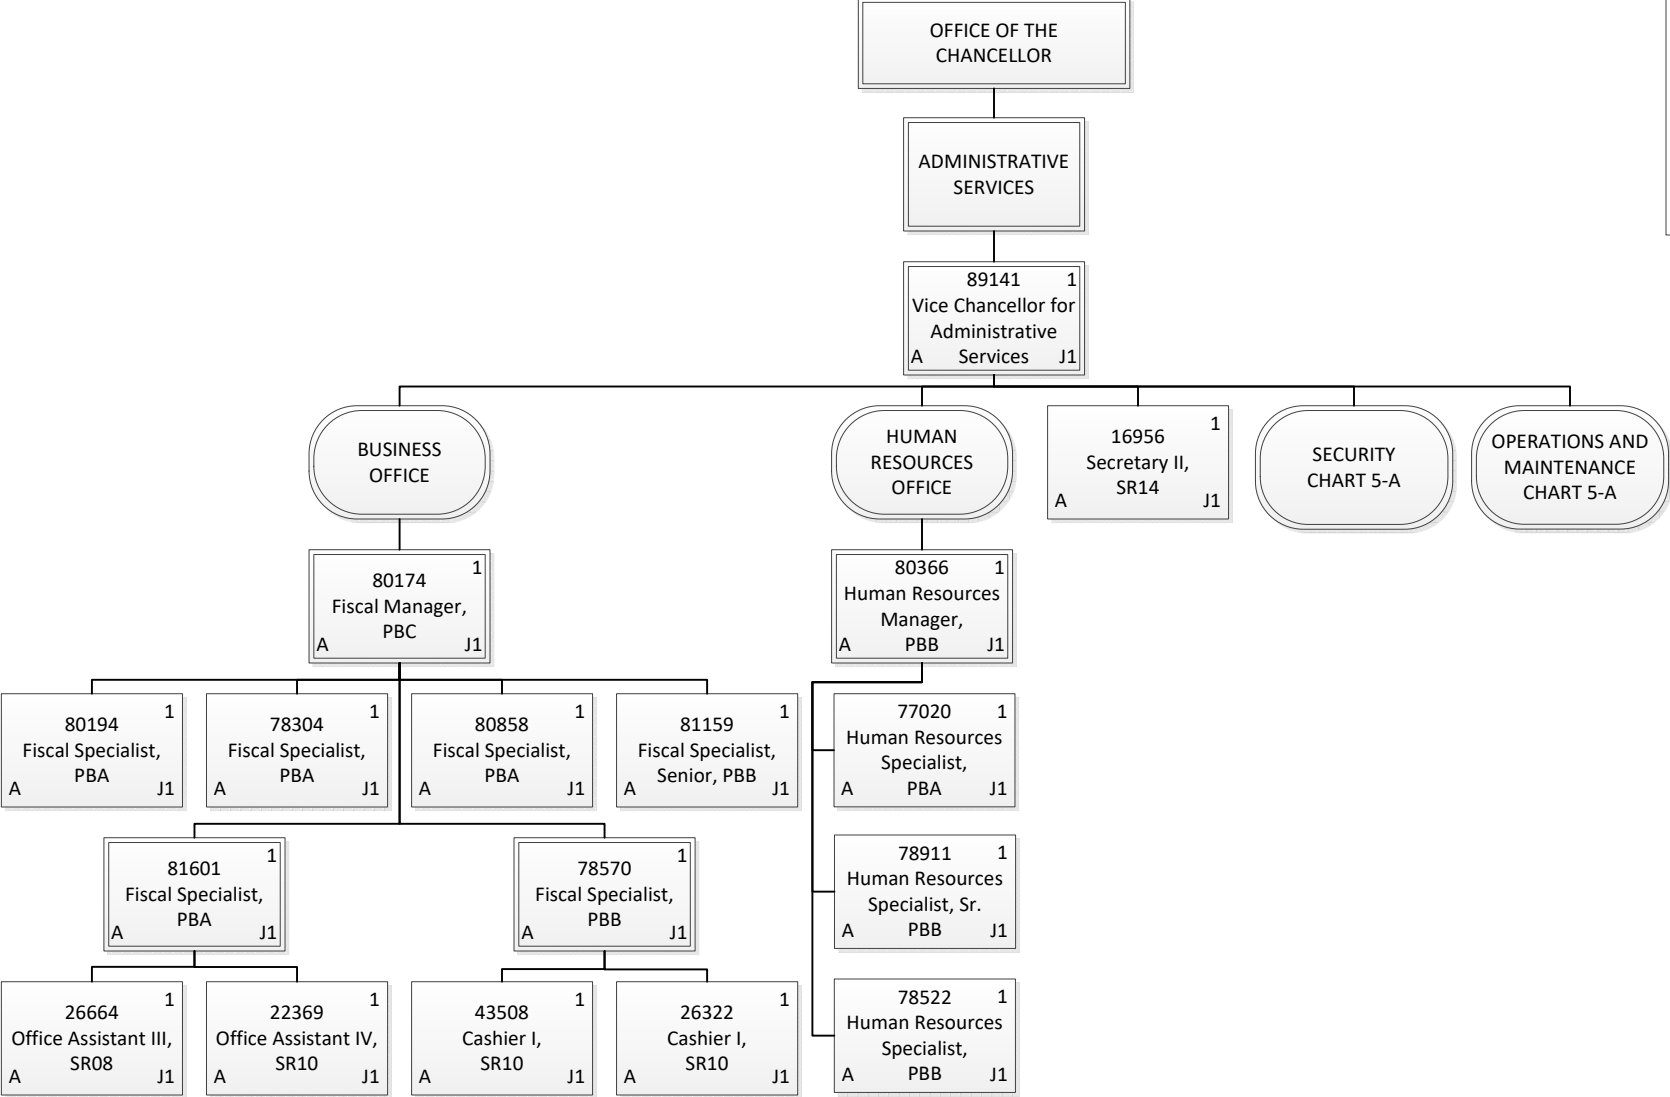 OFFICE OF THE
CHANCELLOR
ADMINISTRATIVE
SERVICES
89141 1
Vice Chancellor for
Administrative
A Services J1
BUSINESS
OFFICE
HUMAN
RESOURCES
OFFICE
1
16956
Secretary II,
SR14
A J1
SECURITY
CHART 5-A
OPERATIONS AND
MAINTENANCE
CHART 5-A
1
80174
Fiscal Manager,
PBC
A J1
80366 1
Human Resources
Manager,
A PBB J1
1
80194
Fiscal Specialist,
PBA
A J1
1
78304
Fiscal Specialist,
PBA
A J1
1
80858
Fiscal Specialist,
PBA
A J1
1
81159
Fiscal Specialist,
Senior, PBB
A J1
77020 1
Human Resources
Specialist,
A PBA J1
1
81601
Fiscal Specialist,
PBA
A J1
1
78570
Fiscal Specialist,
PBB
A J1
78911 1
Human Resources
Specialist, Sr.
A PBB J1
1
26664
Office Assistant III,
SR08
A J1
1
22369
Office Assistant IV,
SR10
A J1
1
43508
Cashier I,
SR10
A J1
1
26322
Cashier I,
SR10
A J1
78522 1
Human Resources
Specialist,
A PBB J1